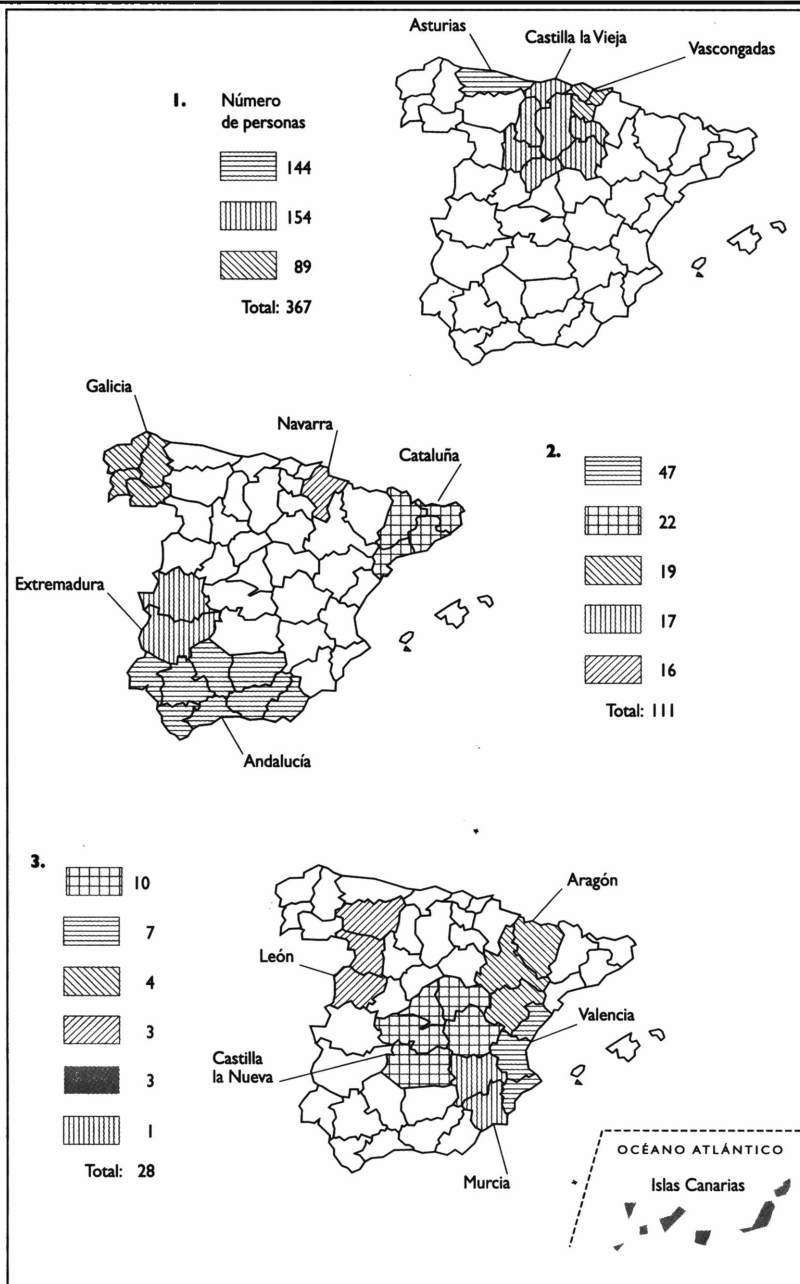 Asturias
Castilla la Vieja
Vascongadas
1. Número
de personas
144
154
89
Total: 367
Galicia
Navarra
Cataluña
Extremadura
Andalucía
2.
47
22
19
17
16
Total: 111
3.
10
7
4
3
3
1
Total: 28
Aragón
León
Valencia
Castilla
la Nueva
Murcia
OCÉANO ATLÁNTICO
Islas Canarias